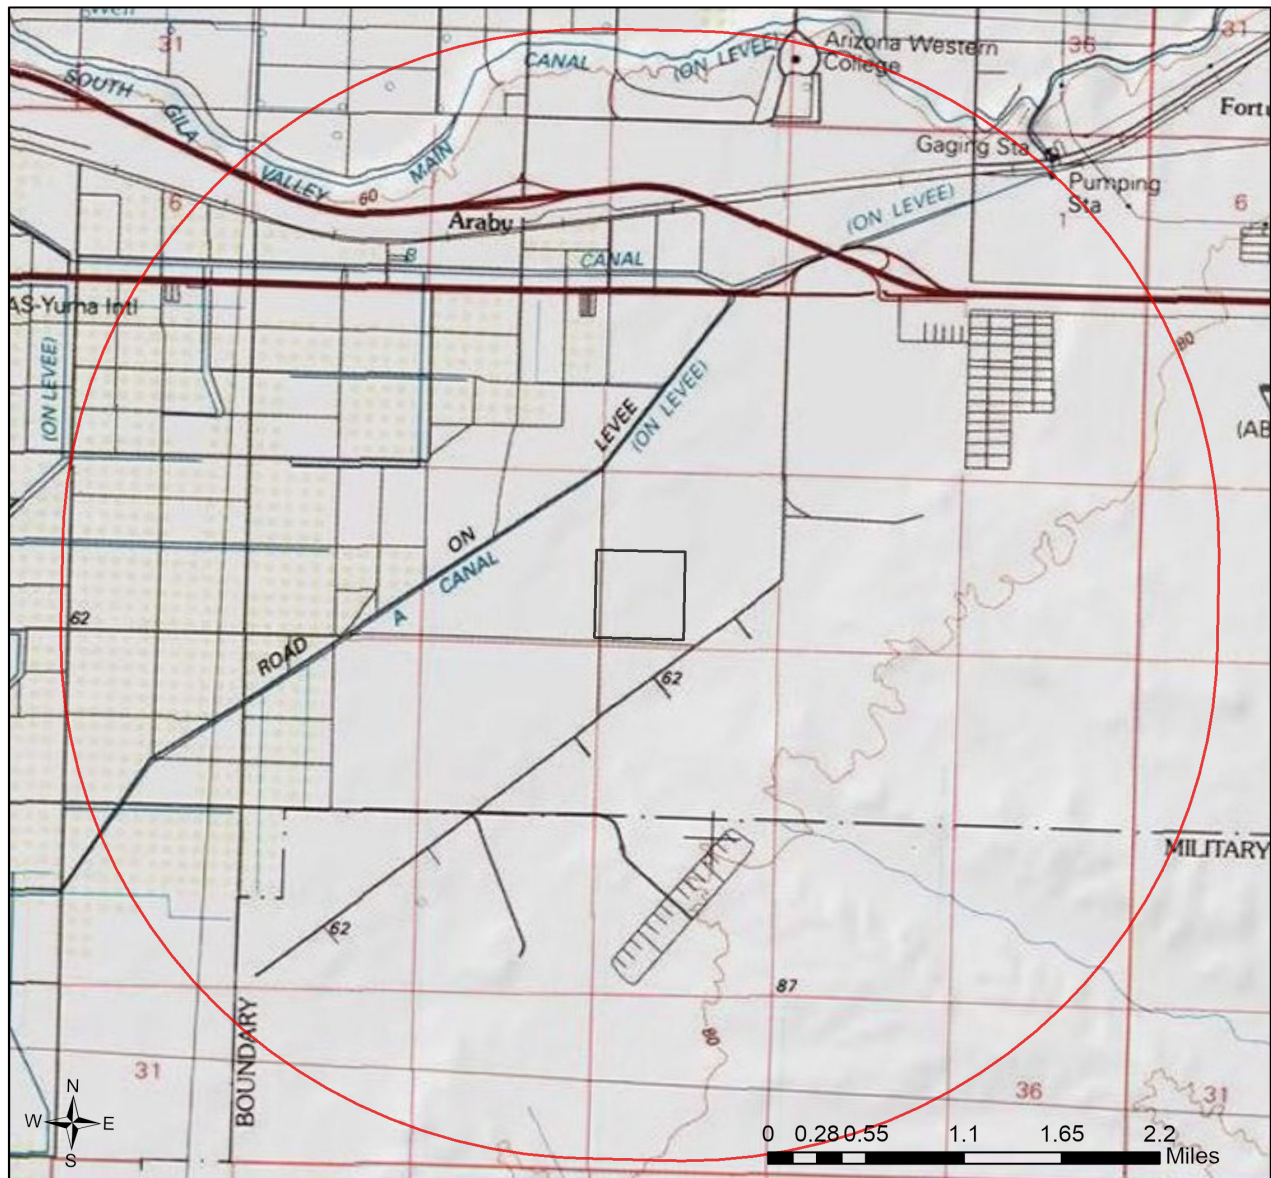 Well
31
36
31
CANAL
(ON LEVEE)
Arizona Western
College
SOUTH
GILA
VALLEY
MAIN
60
Fortu
Gaging Sta
Pumping
Sta
6
Araby
(ON LEVEE)
1
6
B
CANAL
AS-Yuma Intl
80
(ON LEVEE)
LEVEE
(ON LEVEE)
(AB
ON
CANAL
A
62
ROAD
62
MILITARY
62
87
BOUNDARY
80
31
36
31
N
W
E
S
0 0.28 0.55 1.1 1.65 2.2
Miles